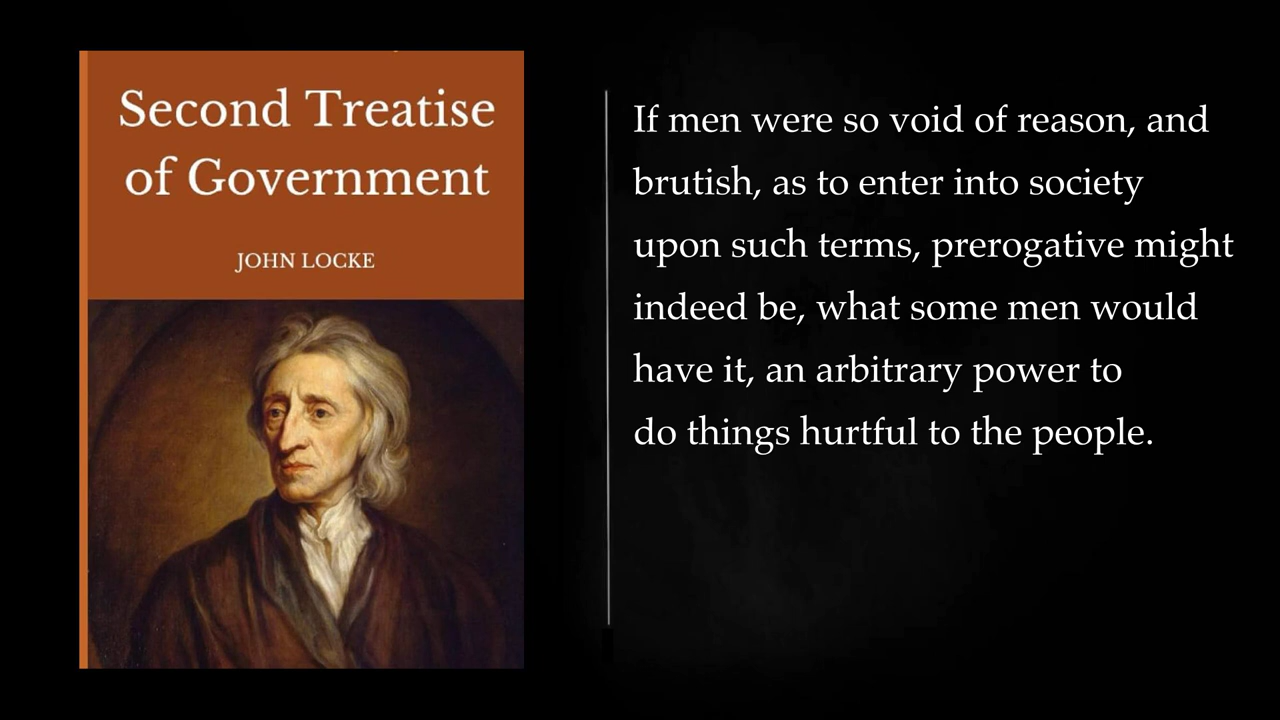 Second Treatise
of Government
JOHN LOCKE
If men were so void of reason, and
brutish, as to enter into society
upon such terms, prerogative might
indeed be, what some men would
have it, an arbitrary power to
do things hurtful to the people.